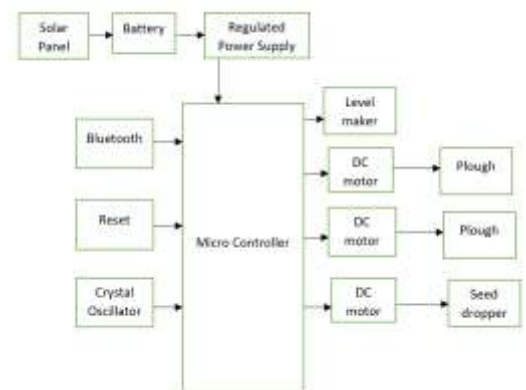 Solar
Panel
Battery
Regulated
Power Supply
Level
maker
Bluetooth
DC
motor
Plough
Reset
Micro Controller
DC
motor
Plough
Crystal
Oscillator
DC
motor
Seed
dropper